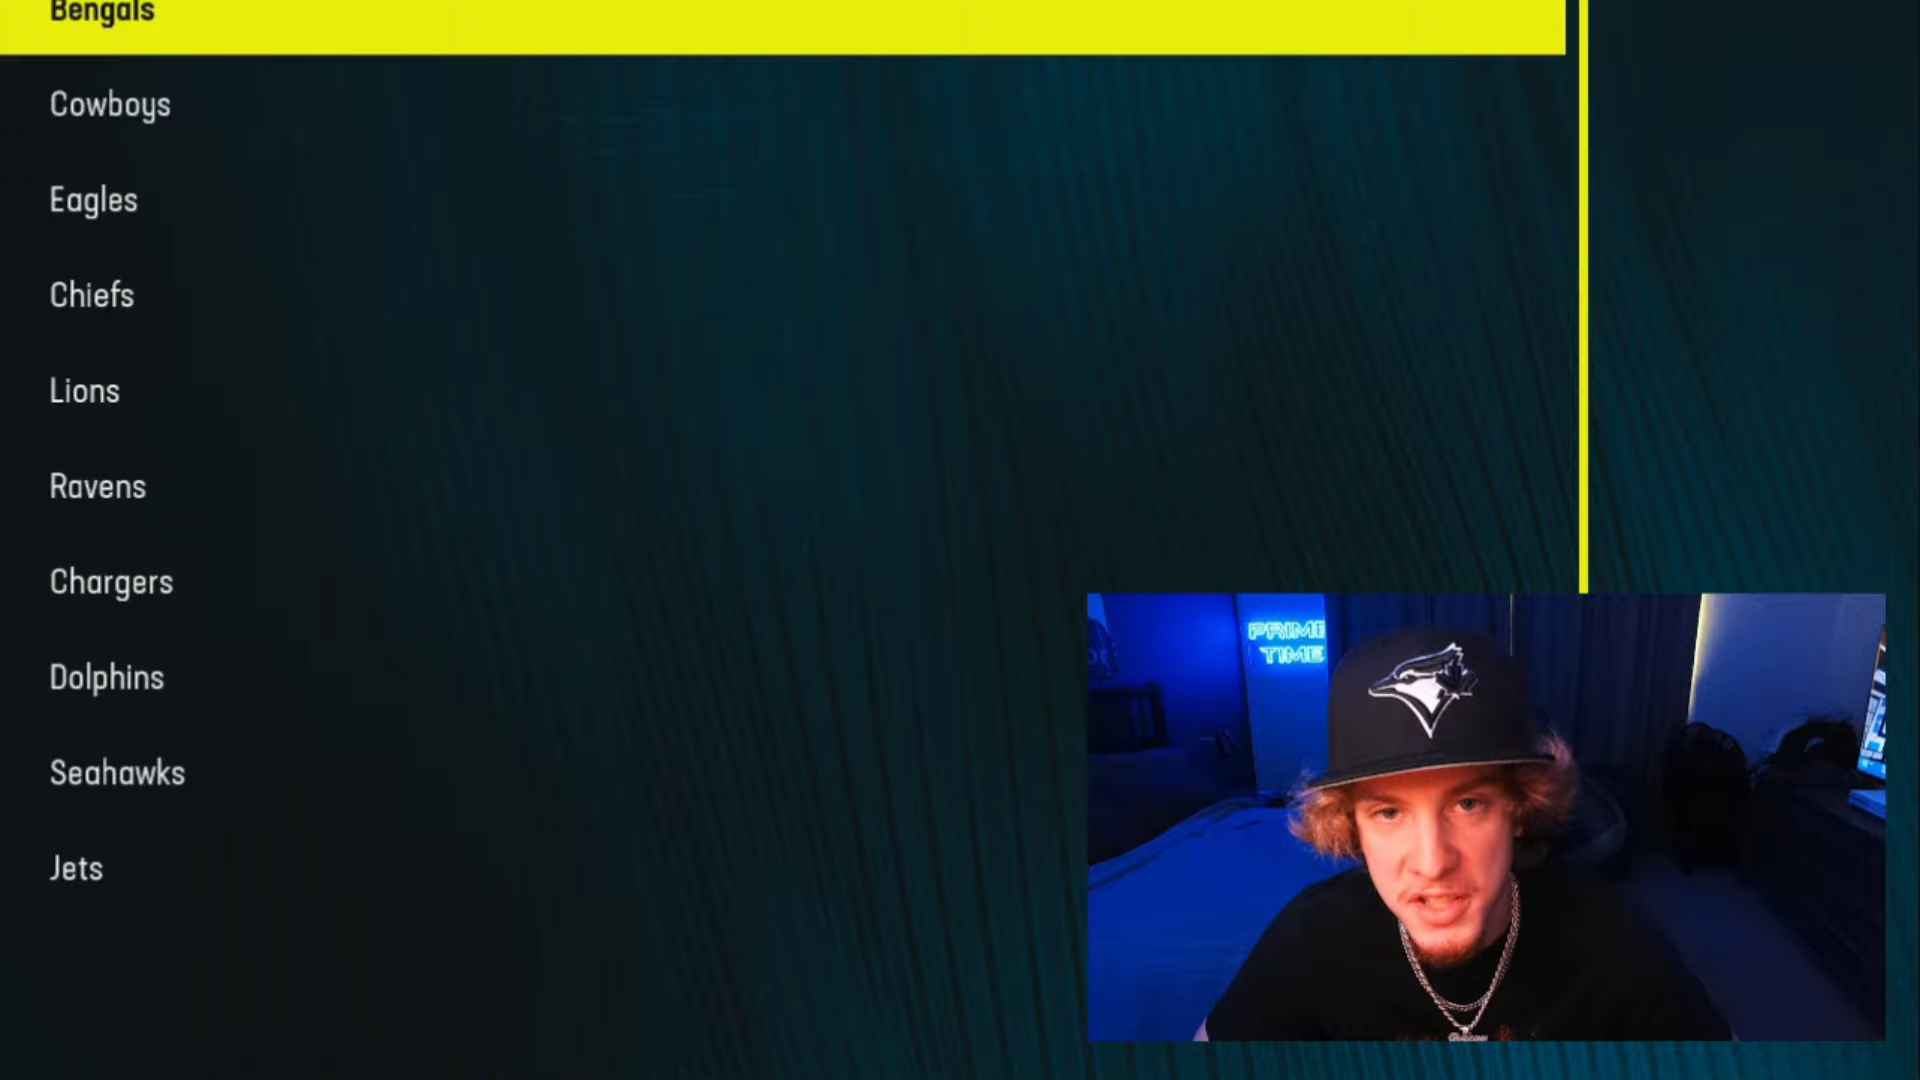 Bengals
Cowboys
Eagles
Chiefs
Lions
Ravens
Chargers
Dolphins
Seahawks
Jets
PRIME
TIME